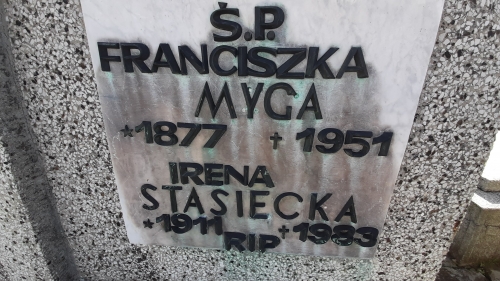 Ś.P.
FRANCISZKA
MYGA
*1877 +1951
IRENA
STASIECKA
*1911 +1983
RIP